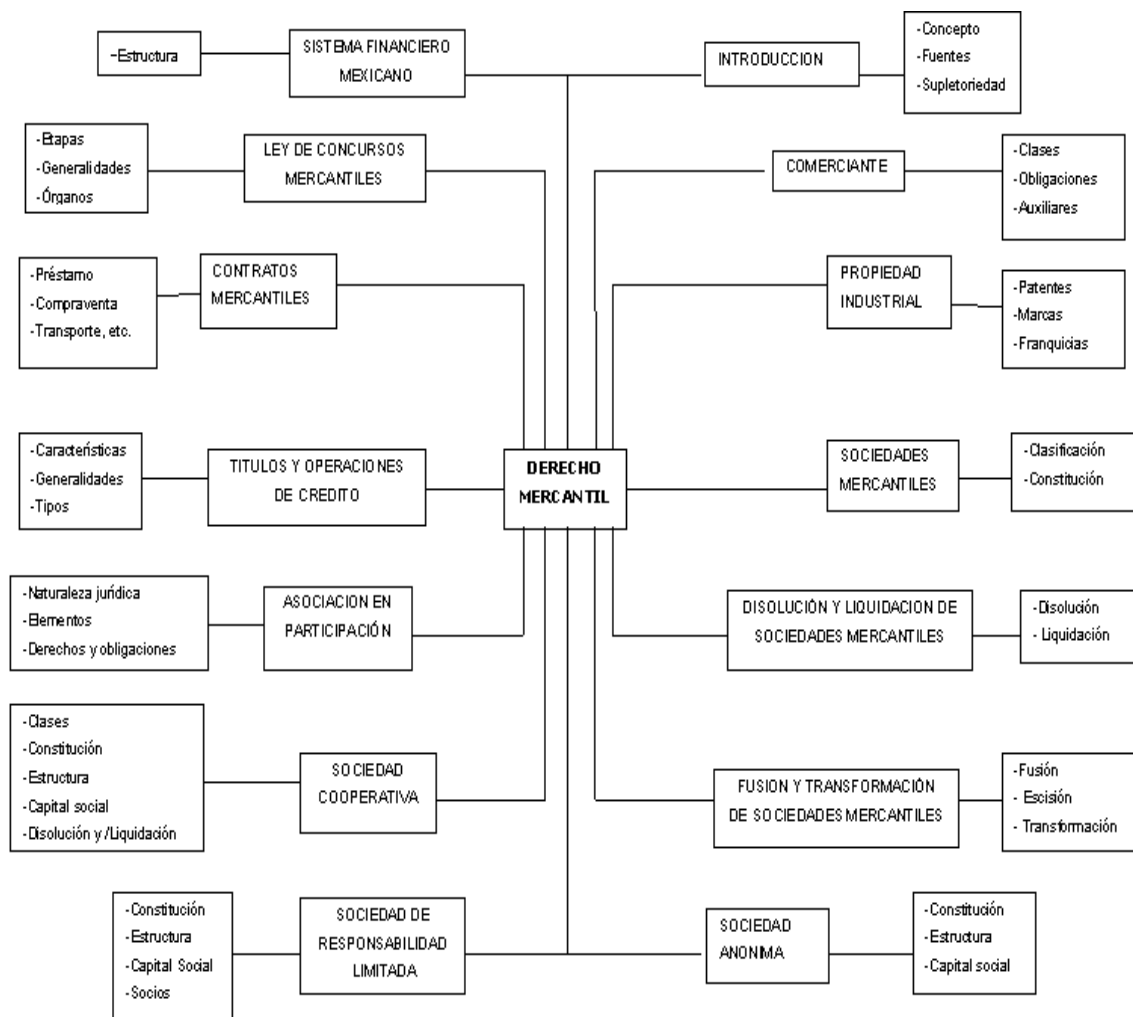 -Estructura
SISTEMA FINANCIERO
MEXICANO
INTRODUCCION
-Concepto
-Fuentes
-Supletoriedad
-Etapas
-Generalidades
-Órganos
LEY DE CONCURSOS
MERCANTILES
COMERCIANTE
-Clases
-Obligaciones
-Auxiliares
-Préstamo
-Compraventa
-Transporte, etc.
CONTRATOS
MERCANTILES
PROPIEDAD
INDUSTRIAL
-Patentes
-Marcas
-Franquicias
-Características
-Generalidades
-Tipos
TITULOS Y OPERACIONES
DE CREDITO
DERECHO
MERCANTIL
SOCIEDADES
MERCANTILES
-Clasificación
-Constitución
-Naturaleza jurídica
-Elementos
-Derechos y obligaciones
ASOCIACION EN
PARTICIPACIÓN
DISOLUCIÓN Y LIQUIDACION DE
SOCIEDADES MERCANTILES
-Disolución
- Liquidación
-Clases
-Constitución
-Estructura
-Capital social
-Disolución y /Liquidación
SOCIEDAD
COOPERATIVA
FUSION Y TRANSFORMACIÓN
DE SOCIEDADES MERCANTILES
-Fusión
- Escisión
- Transformación
-Constitución
-Estructura
-Capital Social
-Socios
SOCIEDAD DE
RESPONSABILIDAD
LIMITADA
SOCIEDAD
ANONIMA
-Constitución
-Estructura
-Capital social